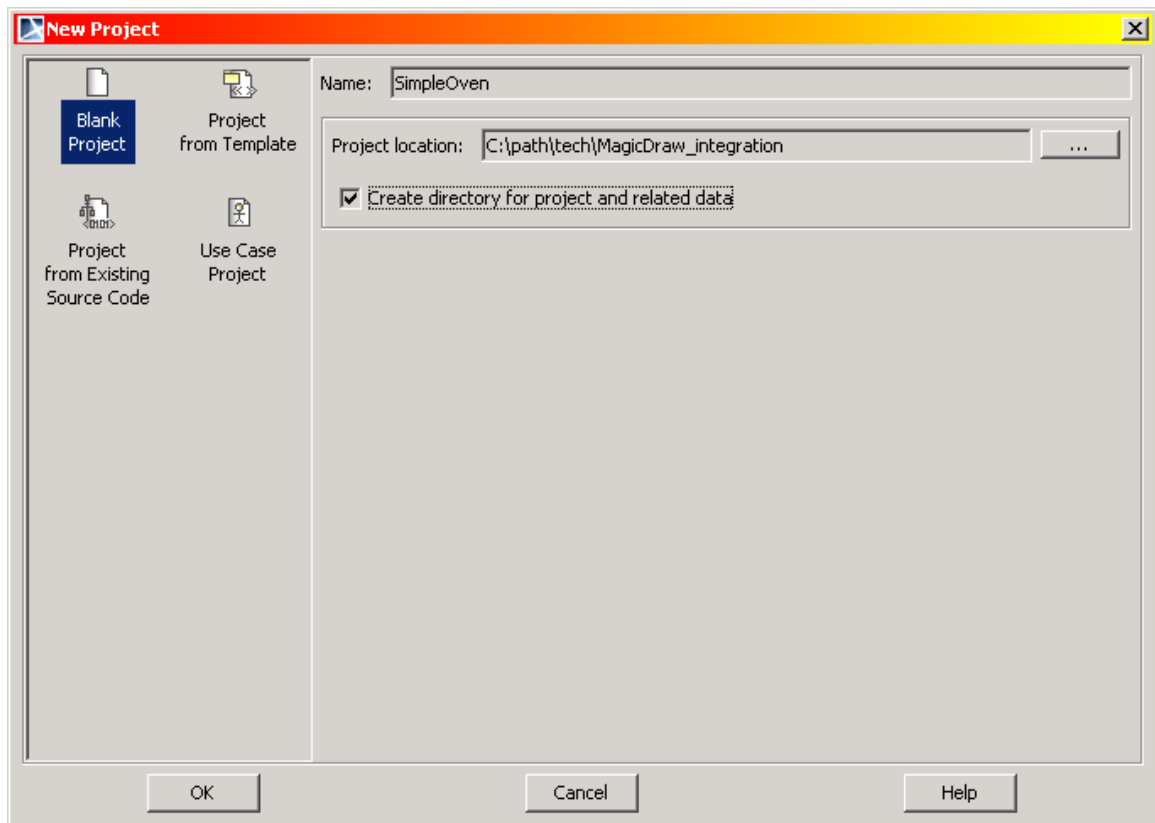 New Project
Blank
Project
Project
from Template
Project
from Existing
Source Code
Use Case
Project
Name: SimpleOven
Project location: C:\path\tech\MagicDraw_integration ...
Create directory for project and related data
OK Cancel Help